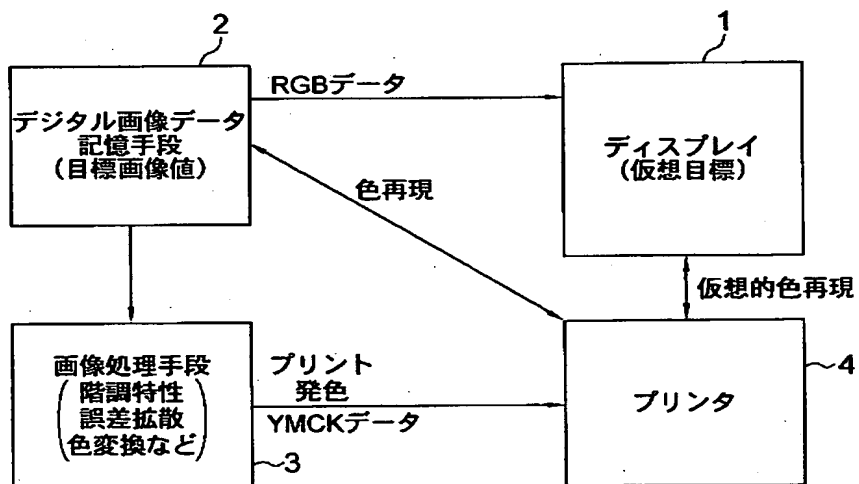 2
1
デジタル画像データ
記憶手段
(目標画像値)
RGBデータ
ディスプレイ
(仮想目標)
色再現
仮想的色再現
画像処理手段
階調特性
誤差拡散
色変換など
3
プリント
発色
YMCKデータ
プリンタ
4